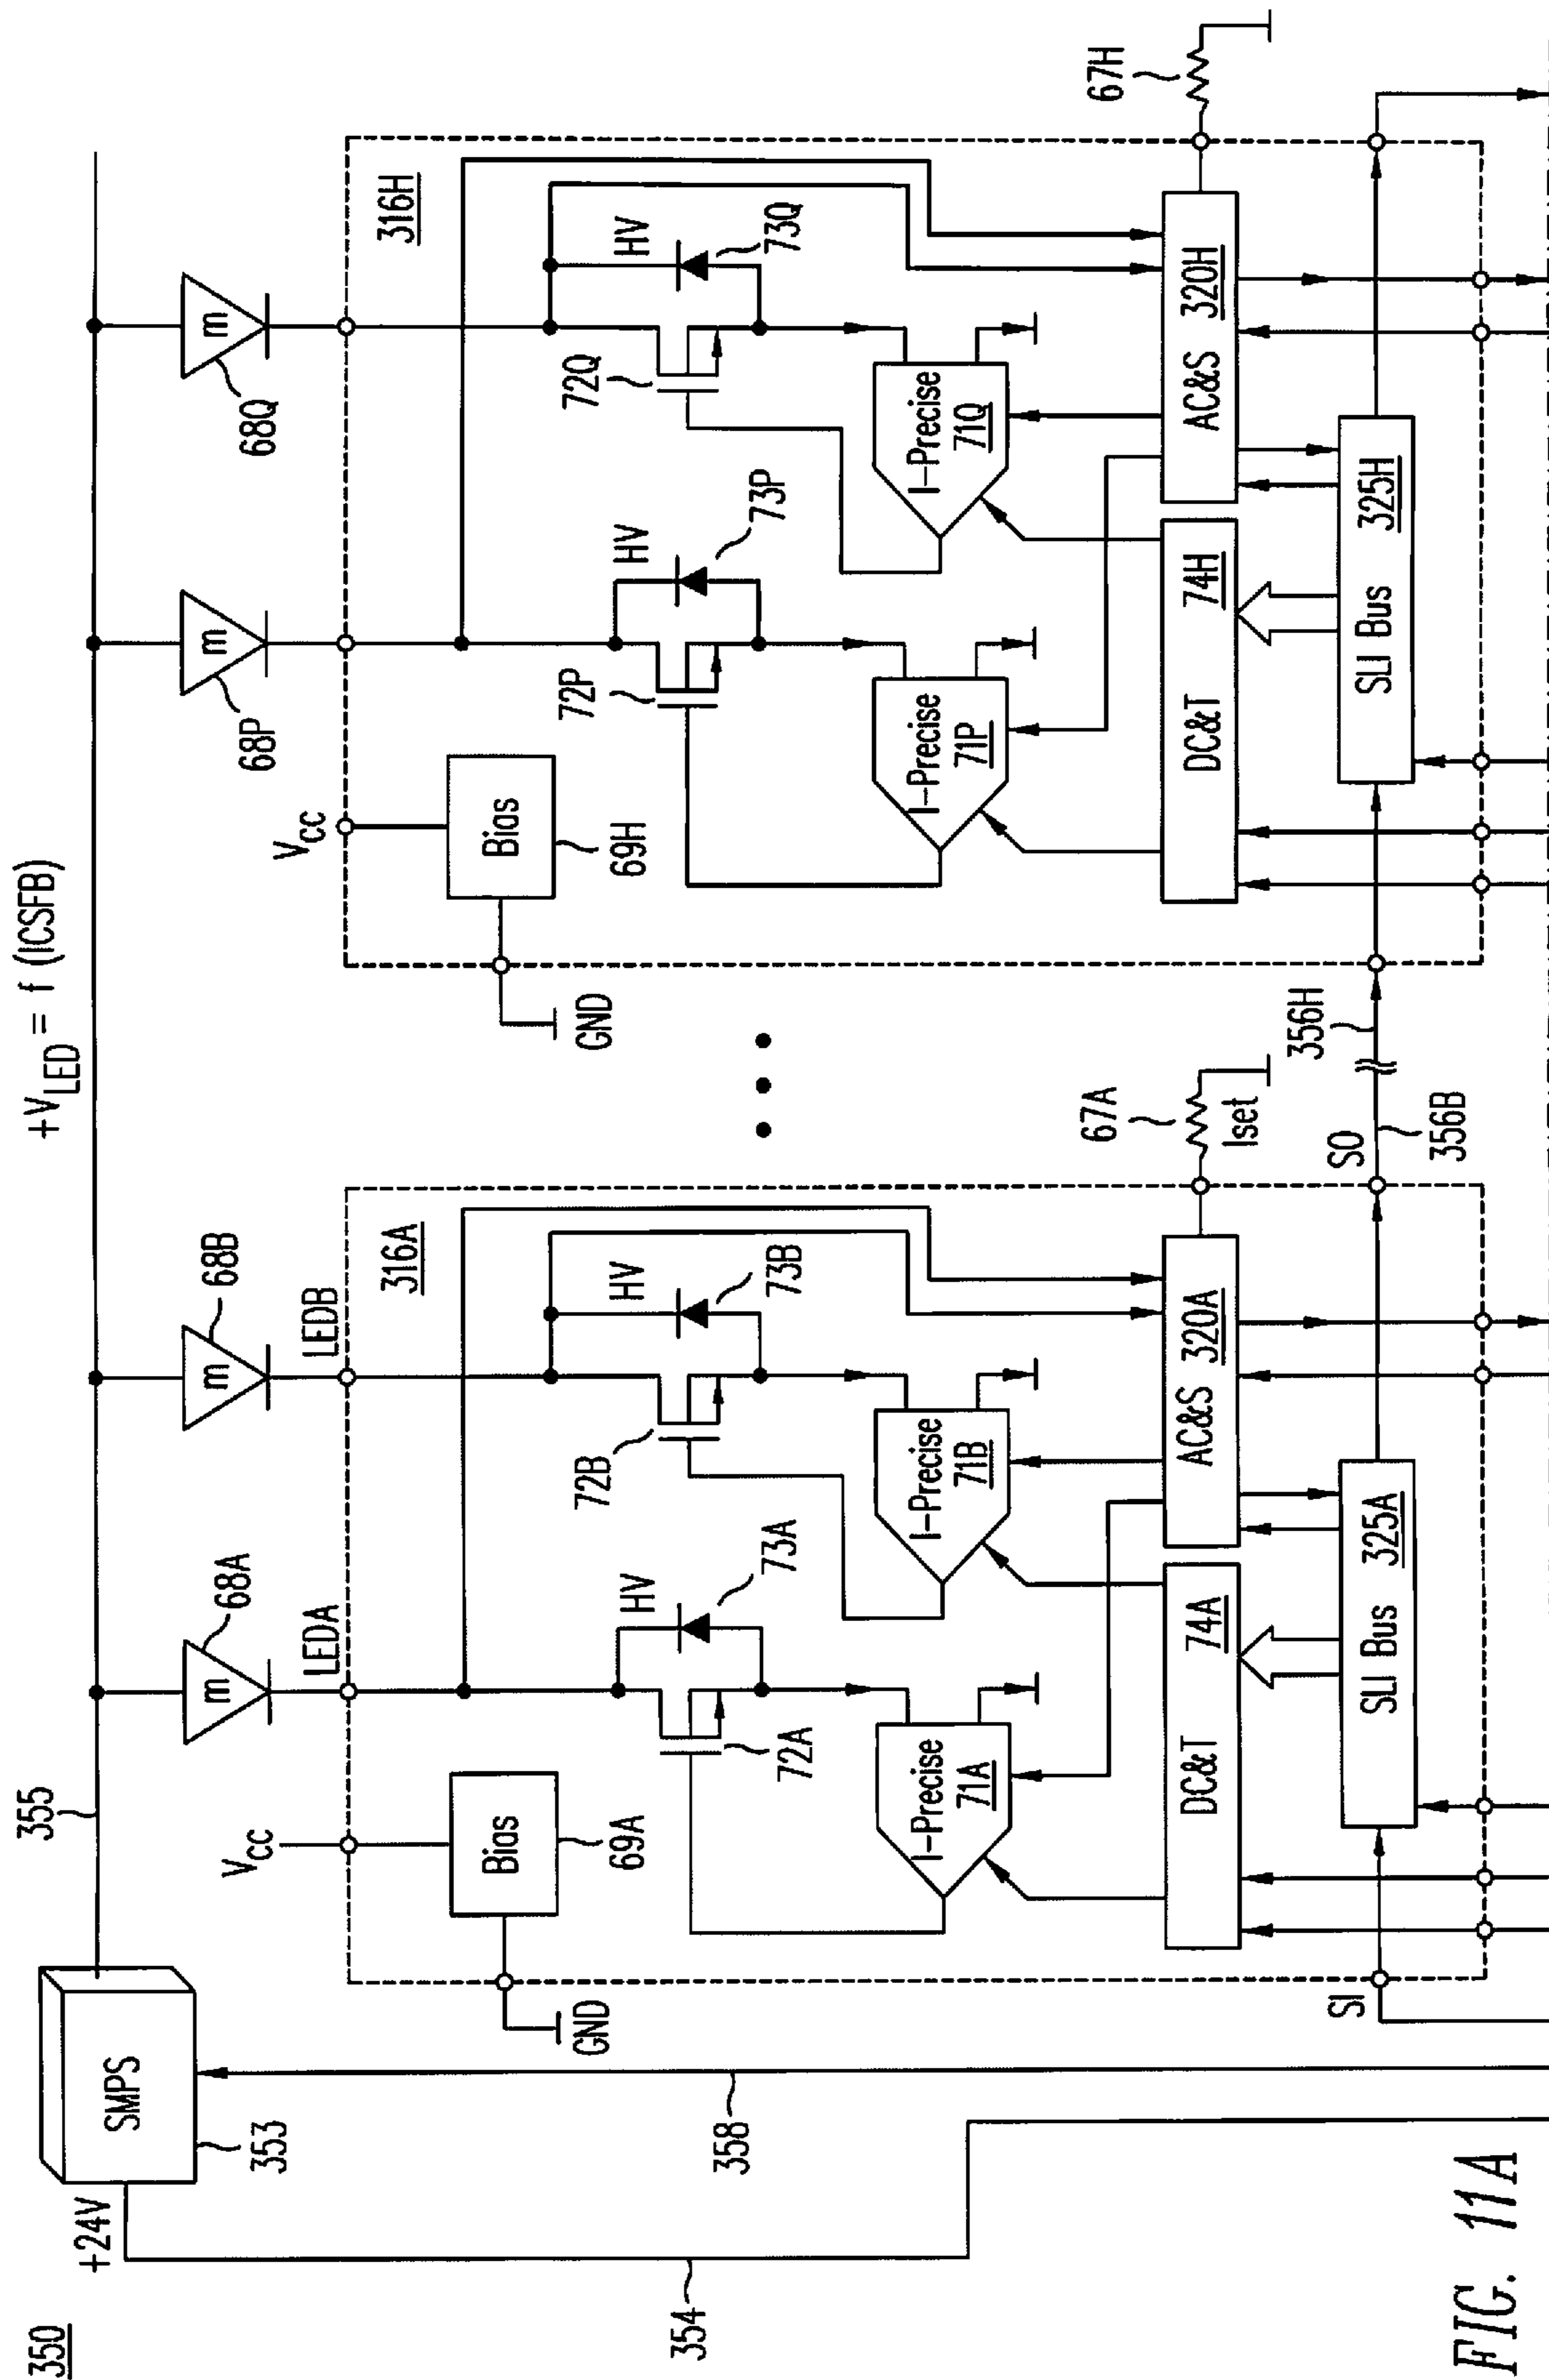 350
+24V
SMPS
353
354
358
355
+VLED = f (ICSFB)
68A
m
68B
m
68P
m
68Q
m
VCC
LEDA
LEDB
316A
Bias
69A
GND
72A
HV
73A
72B
HV
73B
I-Precise
71A
I-Precise
71B
DC&T
74A
AC&S
320A
67A
Iset
SLI Bus
325A
SI
SO
356B
356H
VCC
316H
Bias
69H
GND
72P
HV
73P
72Q
HV
73Q
I-Precise
71P
I-Precise
71Q
DC&T
74H
AC&S
320H
67H
SLI Bus
325H
FIG. 11A